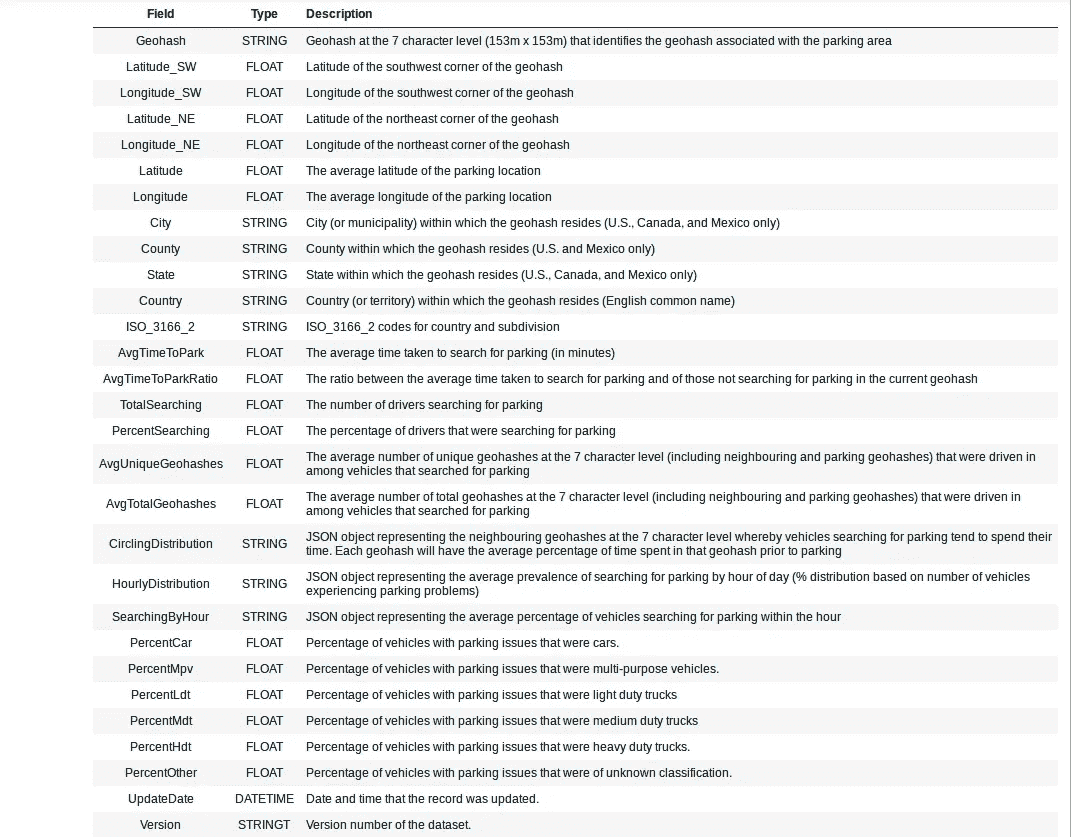 Field Type Description
Geohash STRING Geohash at the 7 character level (153m x 153m) that identifies the geohash associated with the parking area
Latitude_SW FLOAT Latitude of the southwest corner of the geohash
Longitude_SW FLOAT Longitude of the southwest corner of the geohash
Latitude_NE FLOAT Latitude of the northeast corner of the geohash
Longitude_NE FLOAT Longitude of the northeast corner of the geohash
Latitude FLOAT The average latitude of the parking location
Longitude FLOAT The average longitude of the parking location
City STRING City (or municipality) within which the geohash resides (U.S., Canada, and Mexico only)
County STRING County within which the geohash resides (U.S. and Mexico only)
State STRING State within which the geohash resides (U.S., Canada, and Mexico only)
Country STRING Country (or territory) within which the geohash resides (English common name)
ISO_3166_2 STRING ISO_3166_2 codes for country and subdivision
AvgTimeToPark FLOAT The average time taken to search for parking (in minutes)
AvgTimeToParkRatio FLOAT The ratio between the average time taken to search for parking and of those not searching for parking in the current geohash
TotalSearching FLOAT The number of drivers searching for parking
PercentSearching FLOAT The percentage of drivers that were searching for parking
AvgUniqueGeohashes FLOAT The average number of unique geohashes at the 7 character level (including neighbouring and parking geohashes) that were driven in
among vehicles that searched for parking
AvgTotalGeohashes FLOAT The average number of total geohashes at the 7 character level (including neighbouring and parking geohashes) that were driven in
among vehicles that searched for parking
CirclingDistribution STRING JSON object representing the neighbouring geohashes at the 7 character level whereby vehicles searching for parking tend to spend their
time. Each geohash will have the average percentage of time spent in that geohash prior to parking
HourlyDistribution STRING JSON object representing the average prevalence of searching for parking by hour of day (% distribution based on number of vehicles
experiencing parking problems)
SearchingByHour STRING JSON object representing the average percentage of vehicles searching for parking within the hour
PercentCar FLOAT Percentage of vehicles with parking issues that were cars.
PercentMpv FLOAT Percentage of vehicles with parking issues that were multi-purpose vehicles.
PercentLdt FLOAT Percentage of vehicles with parking issues that were light duty trucks
PercentMdt FLOAT Percentage of vehicles with parking issues that were medium duty trucks
PercentHdt FLOAT Percentage of vehicles with parking issues that were heavy duty trucks.
PercentOther FLOAT Percentage of vehicles with parking issues that were of unknown classification.
UpdateDate DATETIME Date and time that the record was updated.
Version STRINGT Version number of the dataset.